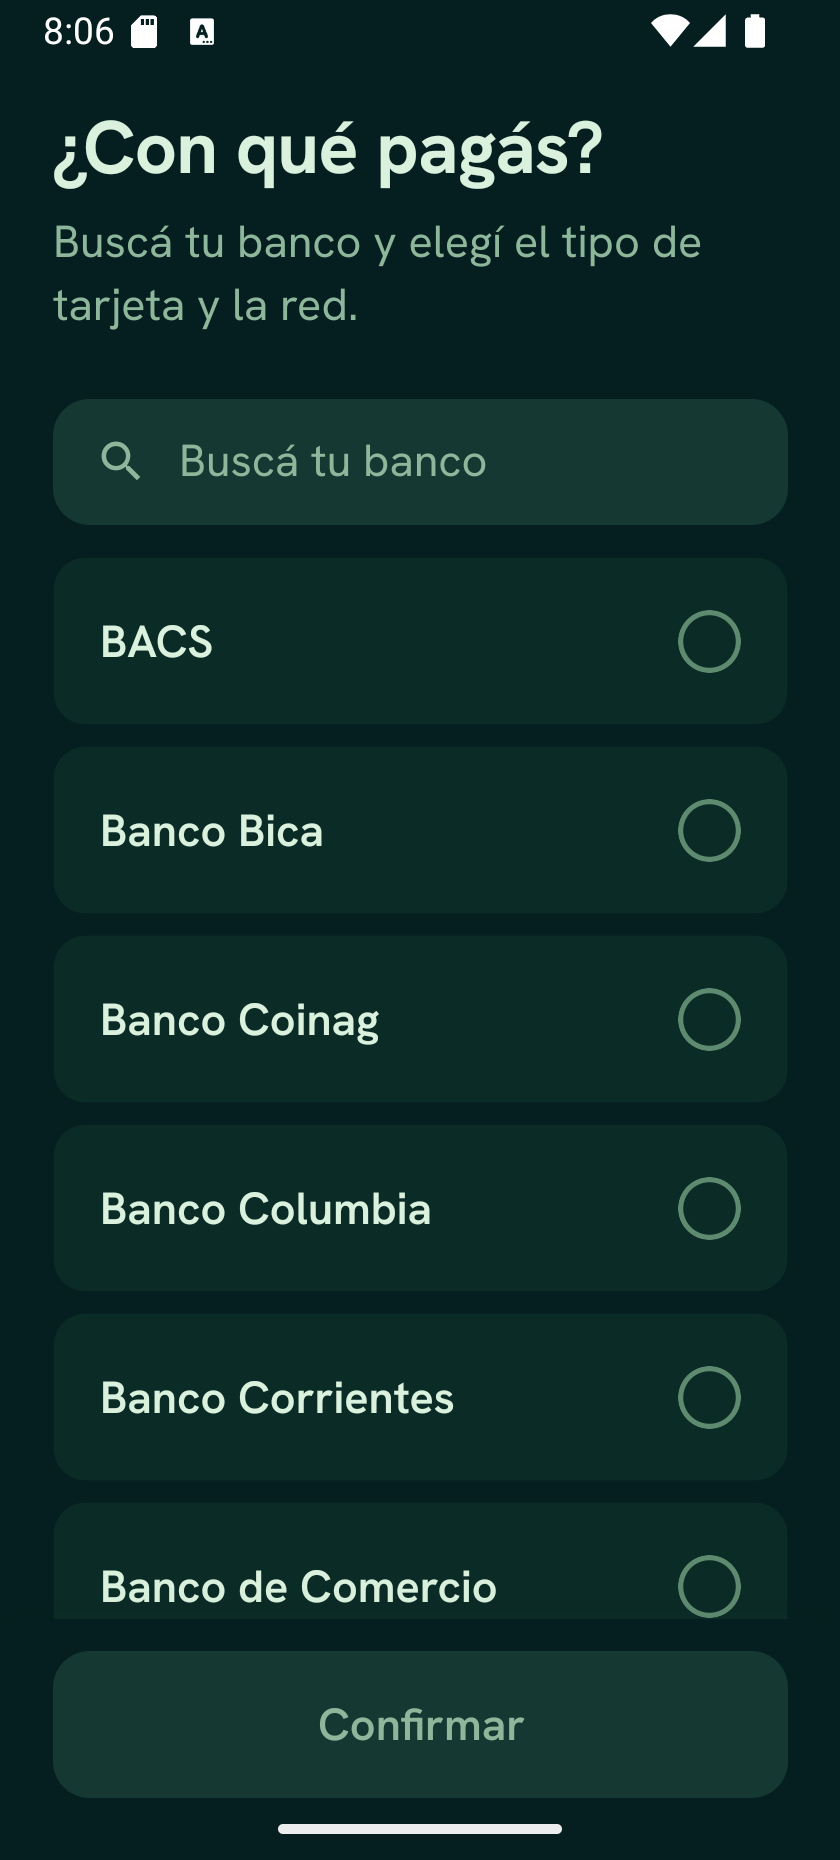 8:06
¿Con qué pagás?
Buscá tu banco y elegí el tipo de
tarjeta y la red.
Buscá tu banco
BACS
Banco Bica
Banco Coinag
Banco Columbia
Banco Corrientes
Banco de Comercio
Confirmar